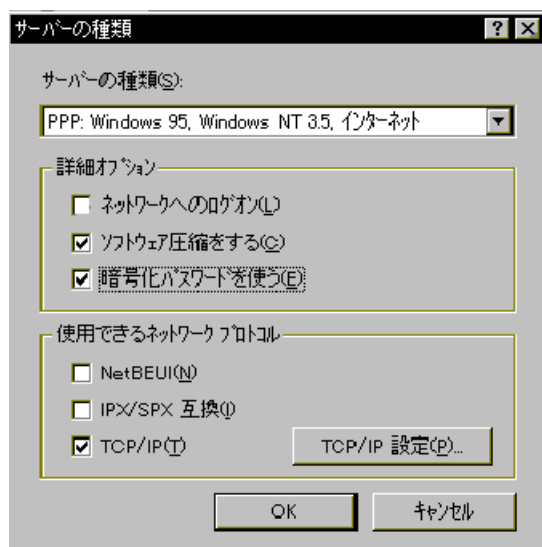 サーバーの種類
サーバーの種類(S):
PPP: Windows 95, Windows NT 3.5, インターネット
詳細オプション
ネットワークへのログオン(L)
ソフトウェア圧縮をする(C)
暗号化パスワードを使う(E)
使用できるネットワーク プロトコル
NetBEUI(N)
IPX/SPX 互換(I)
TCP/IP(T)
TCP/IP 設定(P)...
OK
キャンセル